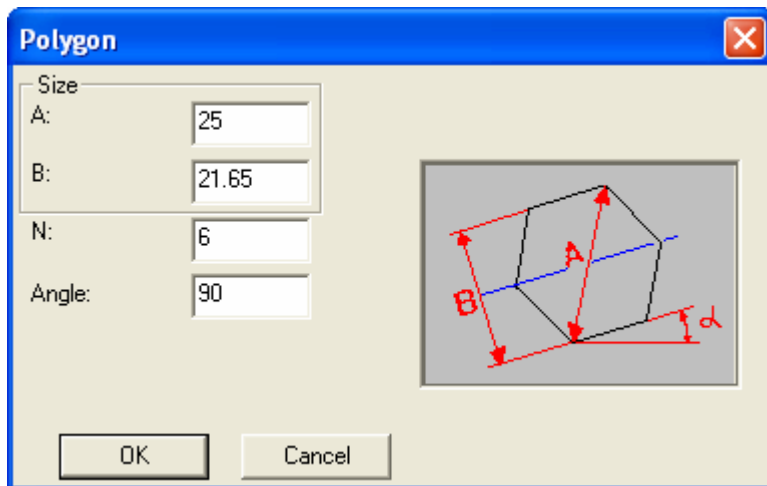 Polygon
Size
A:
25
B:
21.65
N:
6
Angle:
90
A
B
α
OK
Cancel